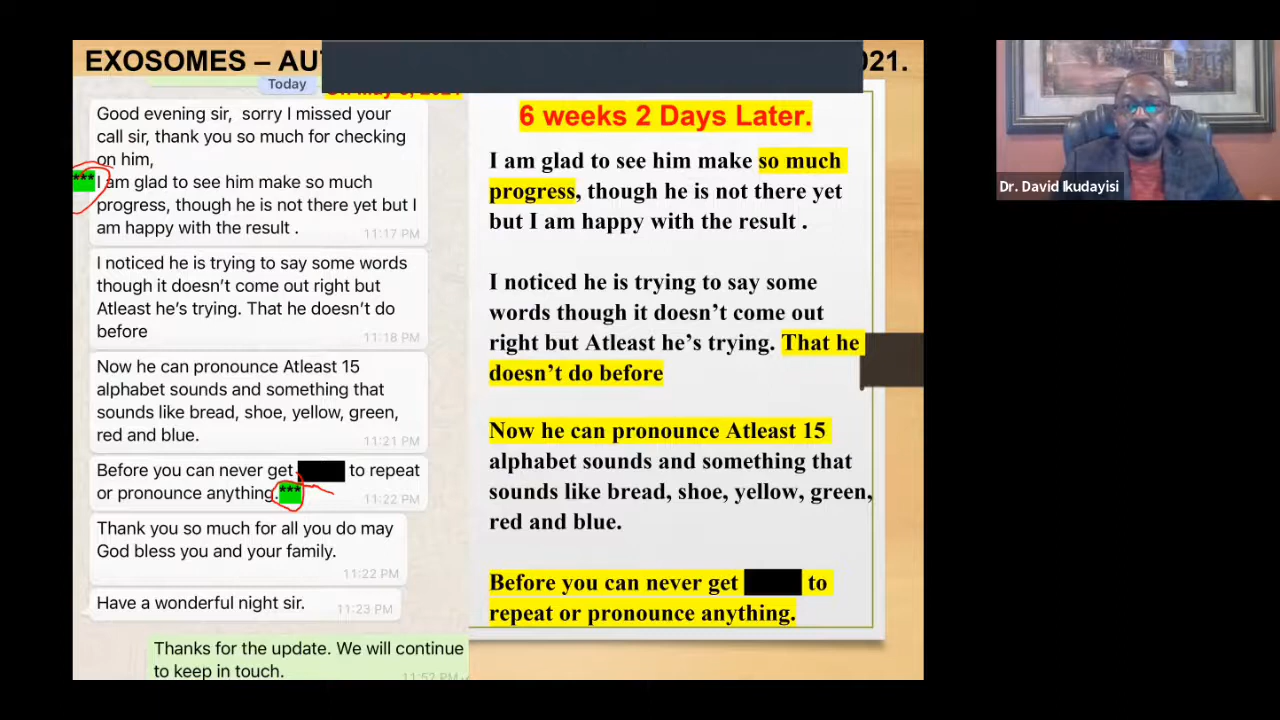 EXOSOMES – AU
021.
Today
Good evening sir, sorry I missed your
call sir, thank you so much for checking
on him,
*** I am glad to see him make so much
progress, though he is not there yet but I
am happy with the result .
11:17 PM
I noticed he is trying to say some words
though it doesn’t come out right but
Atleast he’s trying. That he doesn’t do
before
11:18 PM
Now he can pronounce Atleast 15
alphabet sounds and something that
sounds like bread, shoe, yellow, green,
red and blue.
11:21 PM
Before you can never get to repeat
or pronounce anything.***
11:22 PM
Thank you so much for all you do may
God bless you and your family.
11:22 PM
Have a wonderful night sir.
11:23 PM
Thanks for the update. We will continue
to keep in touch.
11:52 PM
6 weeks 2 Days Later.
I am glad to see him make so much
progress, though he is not there yet
but I am happy with the result .
I noticed he is trying to say some
words though it doesn’t come out
right but Atleast he’s trying. That he
doesn’t do before
Now he can pronounce Atleast 15
alphabet sounds and something that
sounds like bread, shoe, yellow, green,
red and blue.
Before you can never get to
repeat or pronounce anything.
Dr. David Ikudayisi